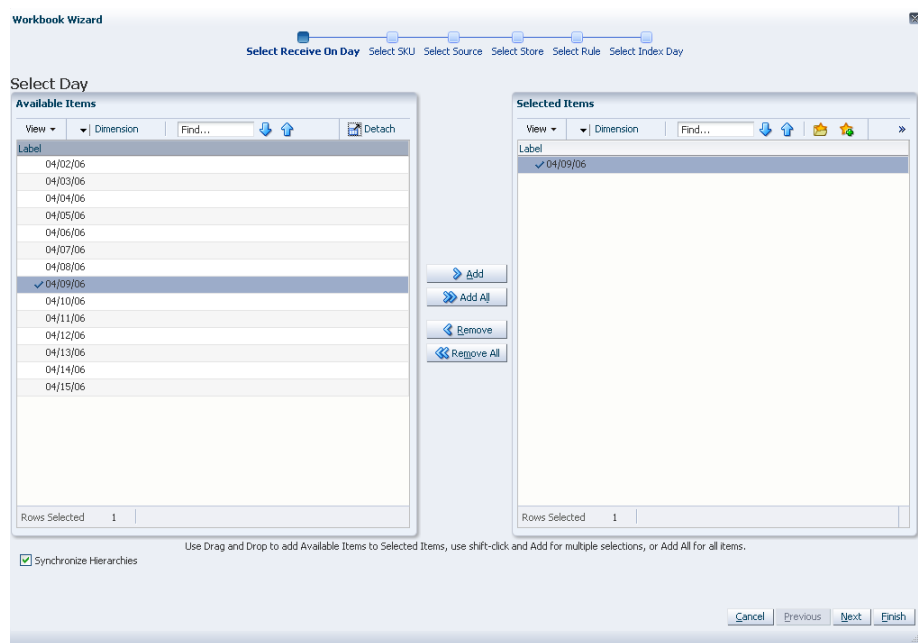 Workbook Wizard
Select Receive On Day Select SKU Select Source Select Store Select Rule Select Index Day
Select Day
Available Items
View Dimension Find... Detach
Label
04/02/06
04/03/06
04/04/06
04/05/06
04/06/06
04/07/06
04/08/06
04/09/06
04/10/06
04/11/06
04/12/06
04/13/06
04/14/06
04/15/06
Rows Selected 1
Add
Add All
Remove
Remove All
Selected Items
View Dimension Find... »
Label
04/09/06
Rows Selected 1
Use Drag and Drop to add Available Items to Selected Items, use shift-click and Add for multiple selections, or Add All for all items.
Synchronize Hierarchies
Cancel Previous Next Finish